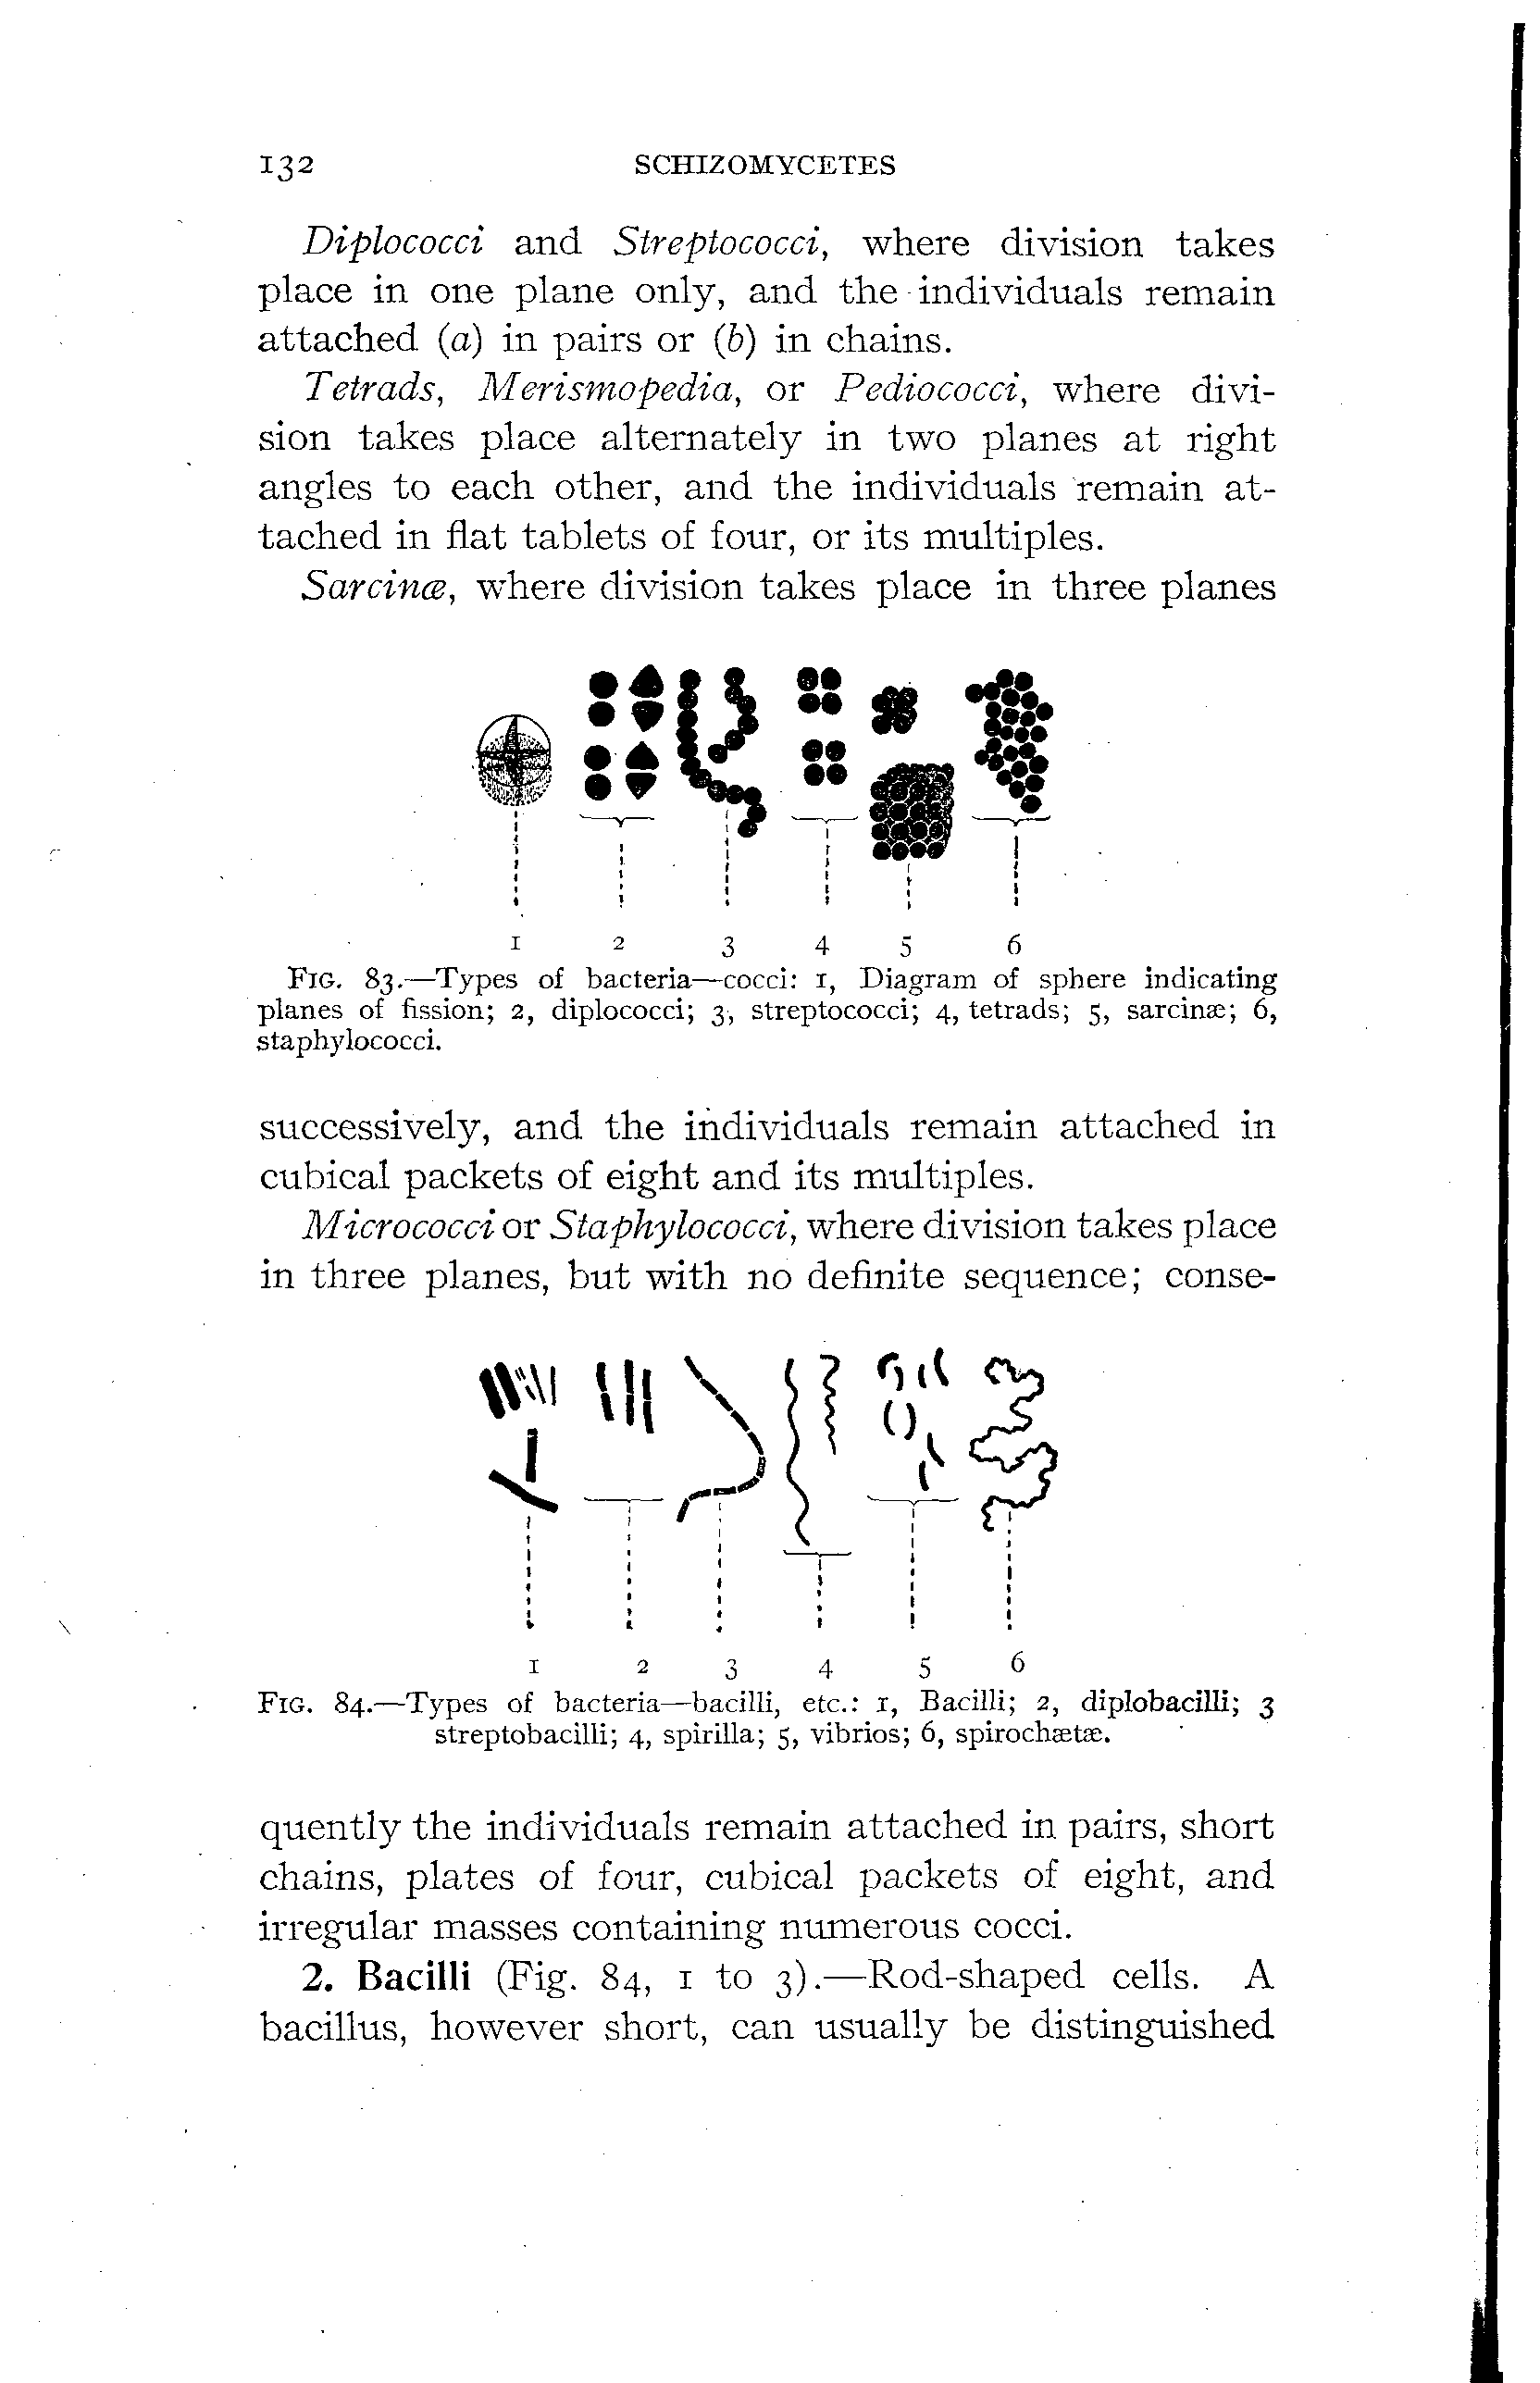 132 SCHIZOMYCETES
Diplococci and Streptococci, where division takes
place in one plane only, and the individuals remain
attached (a) in pairs or (b) in chains.
Tetrads, Merismopedia, or Pediococci, where divi-
sion takes place alternately in two planes at right
angles to each other, and the individuals remain at-
tached in flat tablets of four, or its multiples.
Sarcinæ, where division takes place in three planes
1 2 3 4 5 6
FIG. 83.—Types of bacteria—cocci: 1, Diagram of sphere indicating
planes of fission; 2, diplococci; 3, streptococci; 4, tetrads; 5, sarcinæ; 6,
staphylococci.
successively, and the individuals remain attached in
cubical packets of eight and its multiples.
Micrococci or Staphylococci, where division takes place
in three planes, but with no definite sequence; conse-
1 2 3 4 5 6
FIG. 84.—Types of bacteria—bacilli, etc.: 1, Bacilli; 2, diplobacilli; 3
streptobacilli; 4, spirilla; 5, vibrios; 6, spirochætæ.
quently the individuals remain attached in pairs, short
chains, plates of four, cubical packets of eight, and
irregular masses containing numerous cocci.
2. Bacilli (Fig. 84, 1 to 3).—Rod-shaped cells. A
bacillus, however short, can usually be distinguished